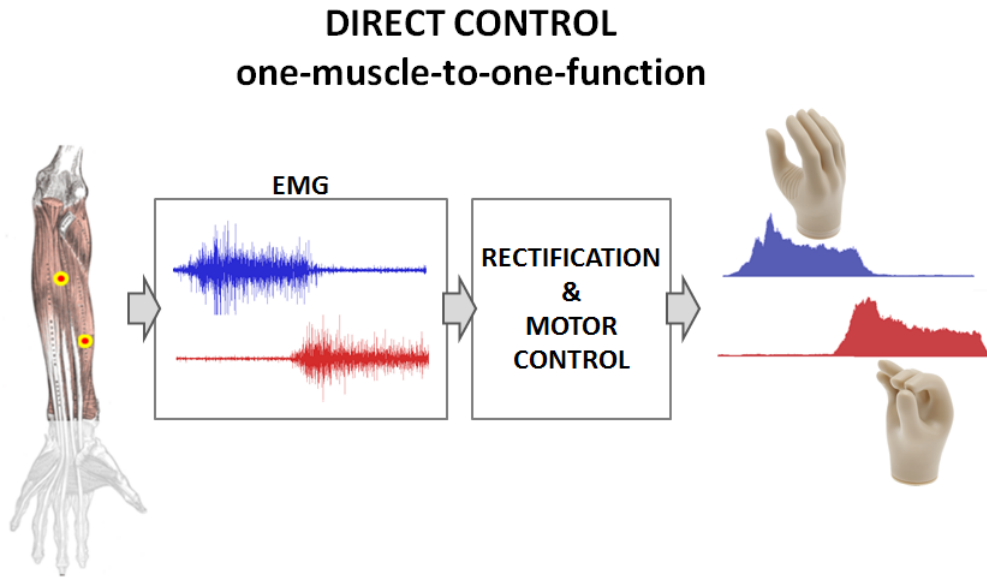 DIRECT CONTROL
one-muscle-to-one-function
EMG
RECTIFICATION
&
MOTOR
CONTROL